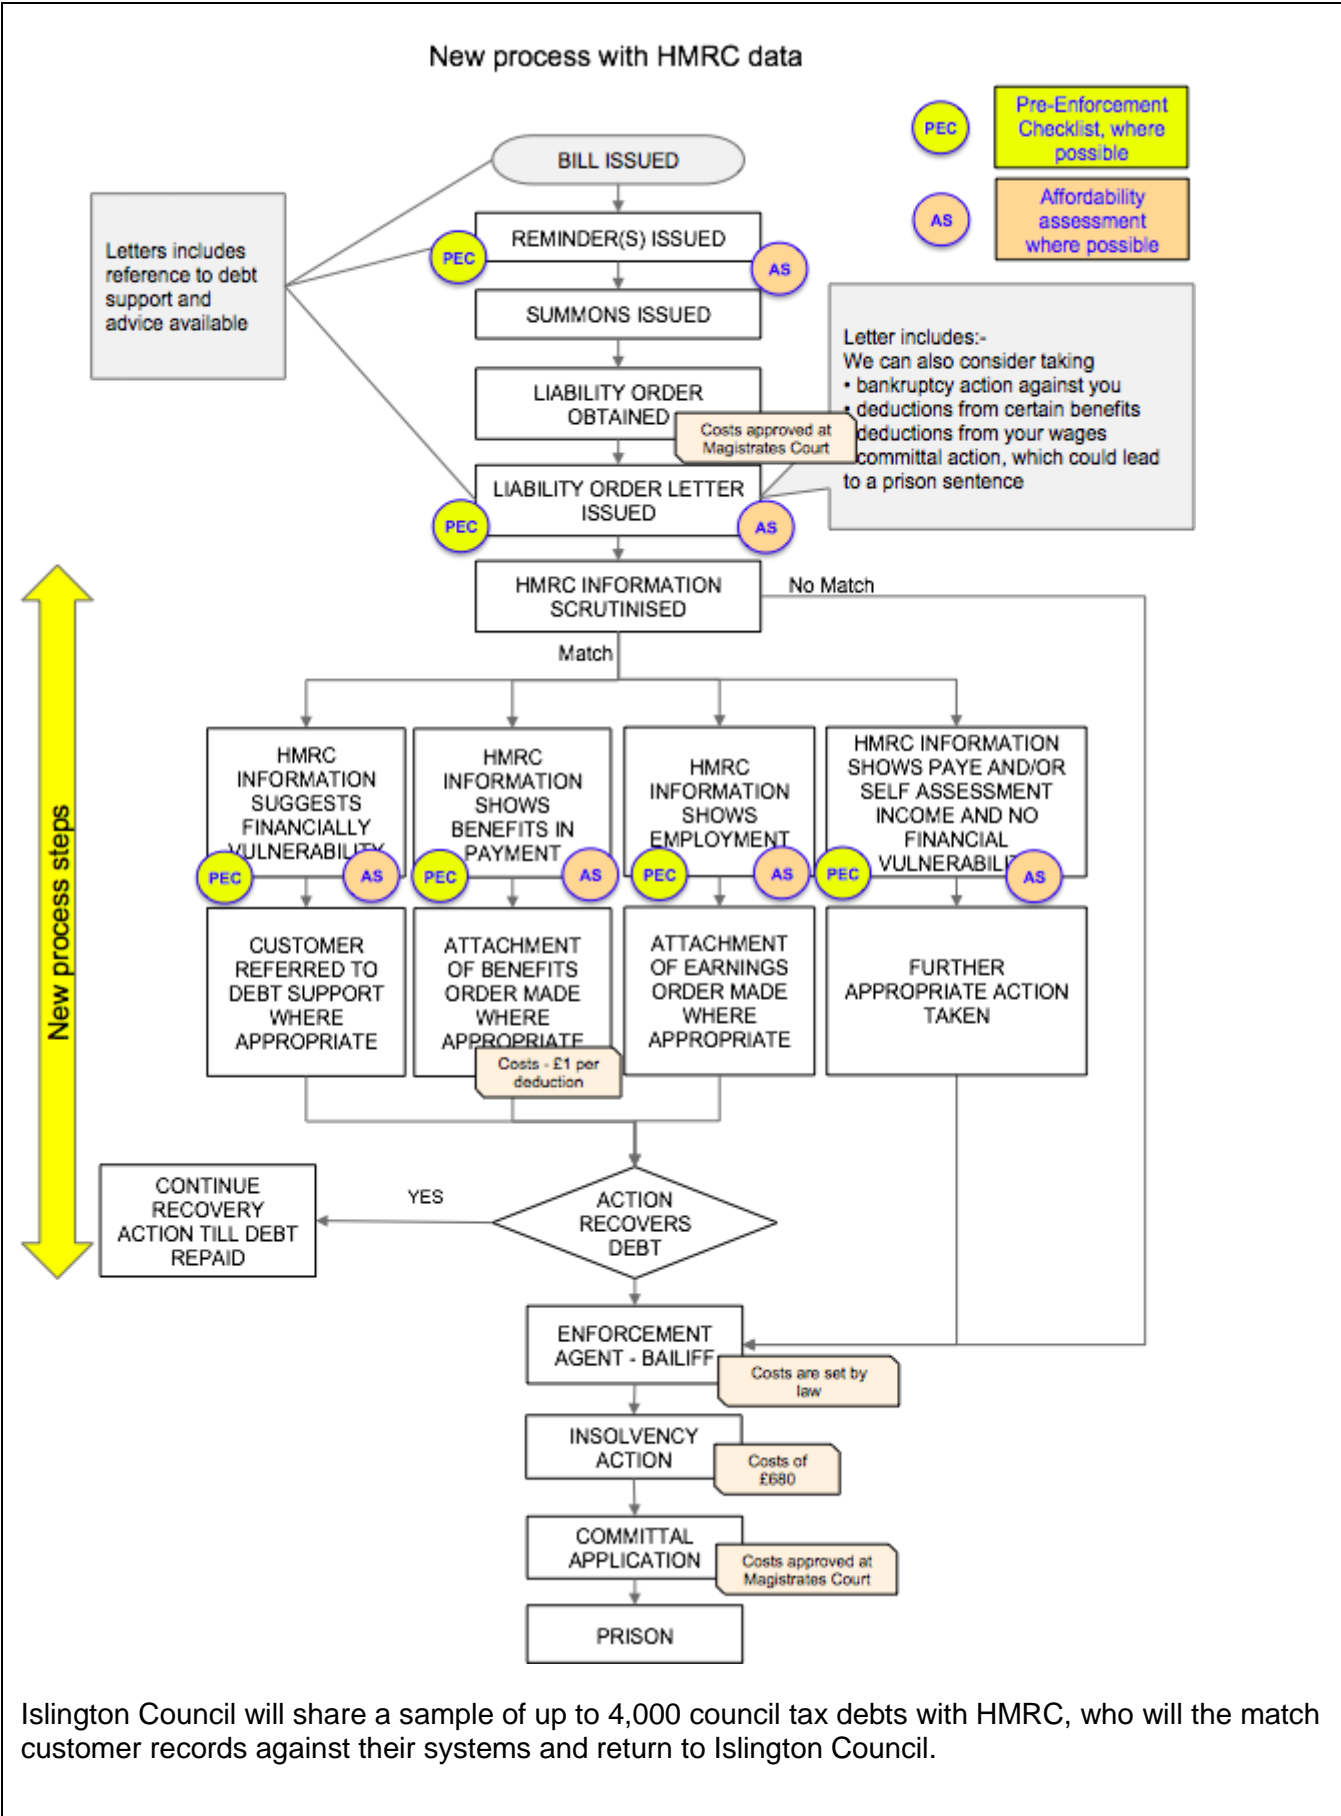 New process with HMRC data
PEC
Pre-Enforcement
Checklist, where
possible
AS
Affordability
assessment
where possible
BILL ISSUED
Letters includes
reference to debt
support and
advice available
REMINDER(S) ISSUED
PEC
AS
SUMMONS ISSUED
Letter includes:-
We can also consider taking
• bankruptcy action against you
• deductions from certain benefits
deductions from your wages
committal action, which could lead
to a prison sentence
LIABILITY ORDER
OBTAINED
Costs approved at
Magistrates Court
LIABILITY ORDER LETTER
ISSUED
PEC
AS
HMRC INFORMATION
SCRUTINISED
No Match
Match
New process steps
HMRC
INFORMATION
SUGGESTS
FINANCIALLY
VULNERABILITY
PEC
AS
HMRC
INFORMATION
SHOWS
BENEFITS IN
PAYMENT
PEC
AS
HMRC
INFORMATION
SHOWS
EMPLOYMENT
PEC
AS
HMRC INFORMATION
SHOWS PAYE AND/OR
SELF ASSESSMENT
INCOME AND NO
FINANCIAL
VULNERABILITY
PEC
AS
CUSTOMER
REFERRED TO
DEBT SUPPORT
WHERE
APPROPRIATE
ATTACHMENT
OF BENEFITS
ORDER MADE
WHERE
APPROPRIATE
Costs - £1 per
deduction
ATTACHMENT
OF EARNINGS
ORDER MADE
WHERE
APPROPRIATE
FURTHER
APPROPRIATE ACTION
TAKEN
CONTINUE
RECOVERY
ACTION TILL DEBT
REPAID
YES
ACTION
RECOVERS
DEBT
ENFORCEMENT
AGENT - BAILIFF
Costs are set by
law
INSOLVENCY
ACTION
Costs of
£680
COMMITTAL
APPLICATION
Costs approved at
Magistrates Court
PRISON
Islington Council will share a sample of up to 4,000 council tax debts with HMRC, who will the match
customer records against their systems and return to Islington Council.